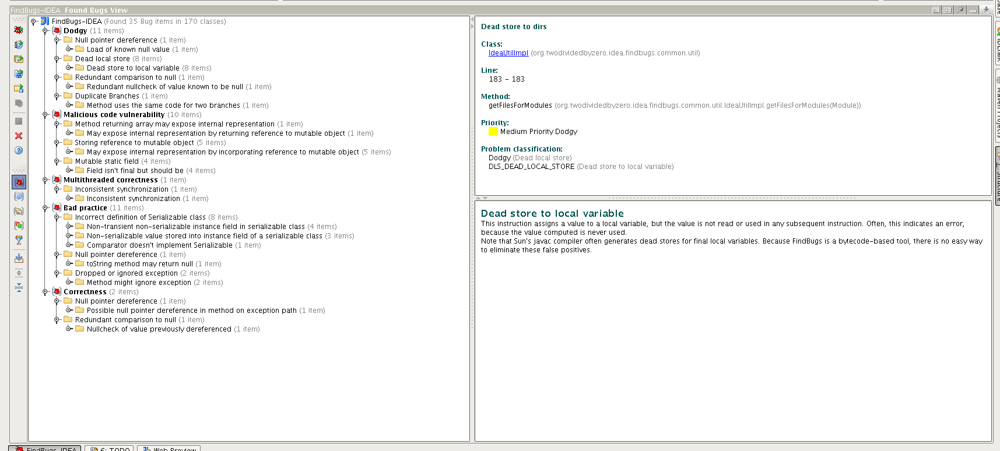 FindBugs-IDEA Found Bugs View
FindBugs-IDEA (Found 35 Bug items in 170 classes)
Dodgy (11 items)
Null pointer dereference (1 item)
Load of known null value (1 item)
Dead local store (8 items)
Dead store to local variable (8 items)
Redundant comparison to null (1 item)
Redundant nullcheck of value known to be null (1 item)
Duplicate Branches (1 item)
Method uses the same code for two branches (1 item)
Malicious code vulnerability (10 items)
Method returning array may expose internal representation (1 item)
May expose internal representation by returning reference to mutable object (1 item)
Storing reference to mutable object (5 items)
May expose internal representation by incorporating reference to mutable object (5 items)
Mutable static field (4 items)
Field isn't final but should be (4 items)
Multithreaded correctness (1 item)
Inconsistent synchronization (1 item)
Inconsistent synchronization (1 item)
Bad practice (11 items)
Incorrect definition of Serializable class (8 items)
Non-transient non-serializable instance field in serializable class (4 items)
Non-serializable value stored into instance field of a serializable class (3 items)
Comparator doesn't implement Serializable (1 item)
Null pointer dereference (1 item)
toString method may return null (1 item)
Dropped or ignored exception (2 items)
Method might ignore exception (2 items)
Correctness (2 items)
Null pointer dereference (1 item)
Possible null pointer dereference in method on exception path (1 item)
Redundant comparison to null (1 item)
Nullcheck of value previously dereferenced (1 item)
Dead store to dirs
Class:
IdeaUtilImpl (org.twodividedbyzero.idea.findbugs.common.util)
Line:
183 - 183
Method:
getFilesForModules (org.twodividedbyzero.idea.findbugs.common.util.IdeaUtilImpl.getFilesForModules(Module))
Priority:
Medium Priority Dodgy
Problem classification:
Dodgy (Dead local store)
DLS_DEAD_LOCAL_STORE (Dead store to local variable)
Dead store to local variable
This instruction assigns a value to a local variable, but the value is not read or used in any subsequent instruction. Often, this indicates an error,
because the value computed is never used.
Note that Sun's javac compiler often generates dead stores for final local variables. Because FindBugs is a bytecode-based tool, there is no easy way
to eliminate these false positives.
FindBugs-IDEA
6: TODO
Web Preview